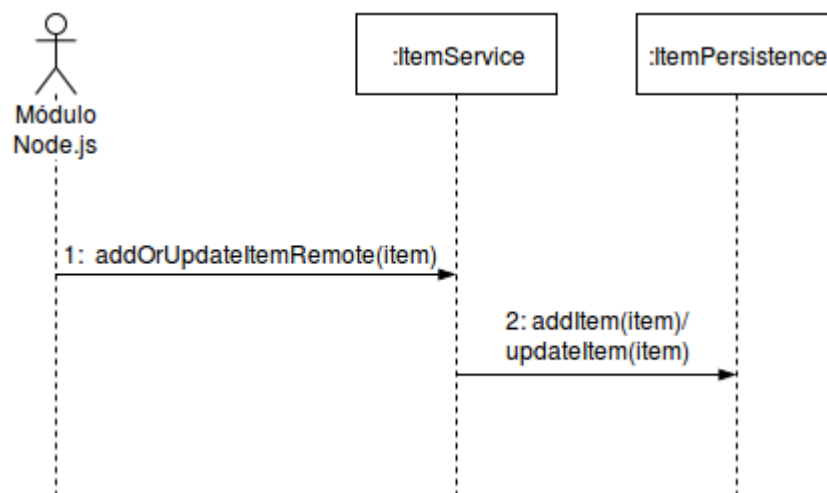 :ItemService
:ItemPersistence
Módulo
Node.js
1: addOrUpdateItemRemote(item)
2: addItem(item)/
updateItem(item)